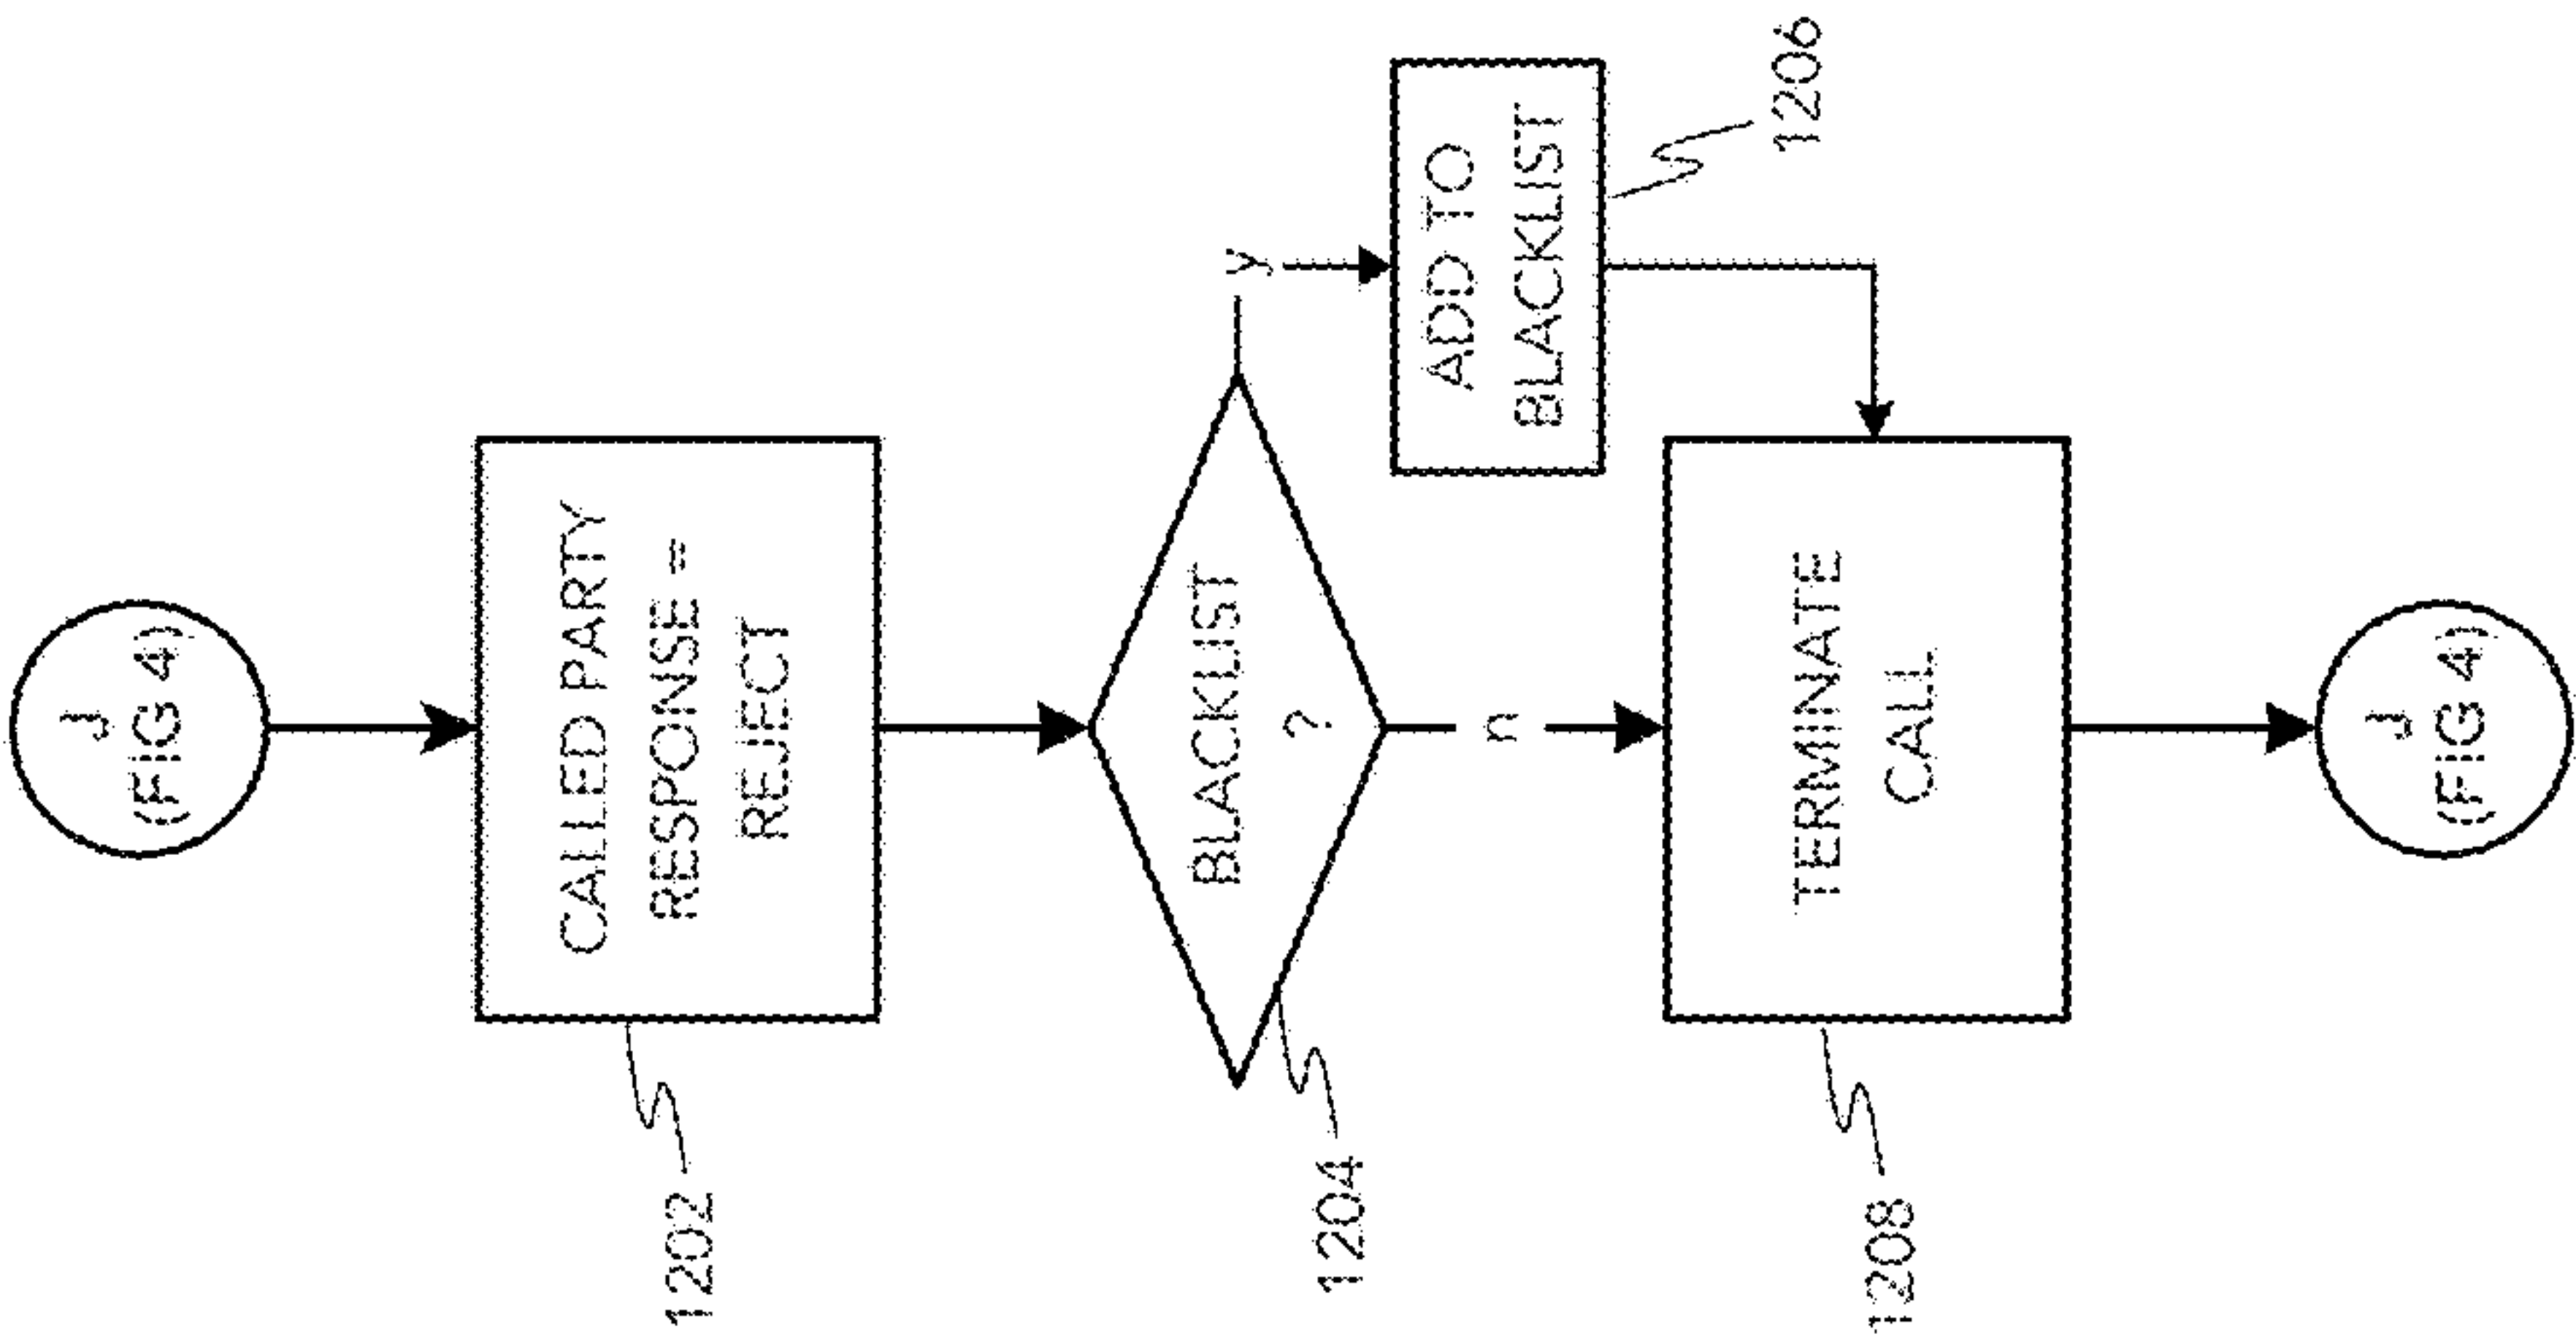 J
(FIG 4)
CALLED PARTY
RESPONSE =
REJECT
1202
BLACKLIST
?
1204
y
ADD TO
BLACKLIST
1206
n
TERMINATE
CALL
1208
J
(FIG 4)